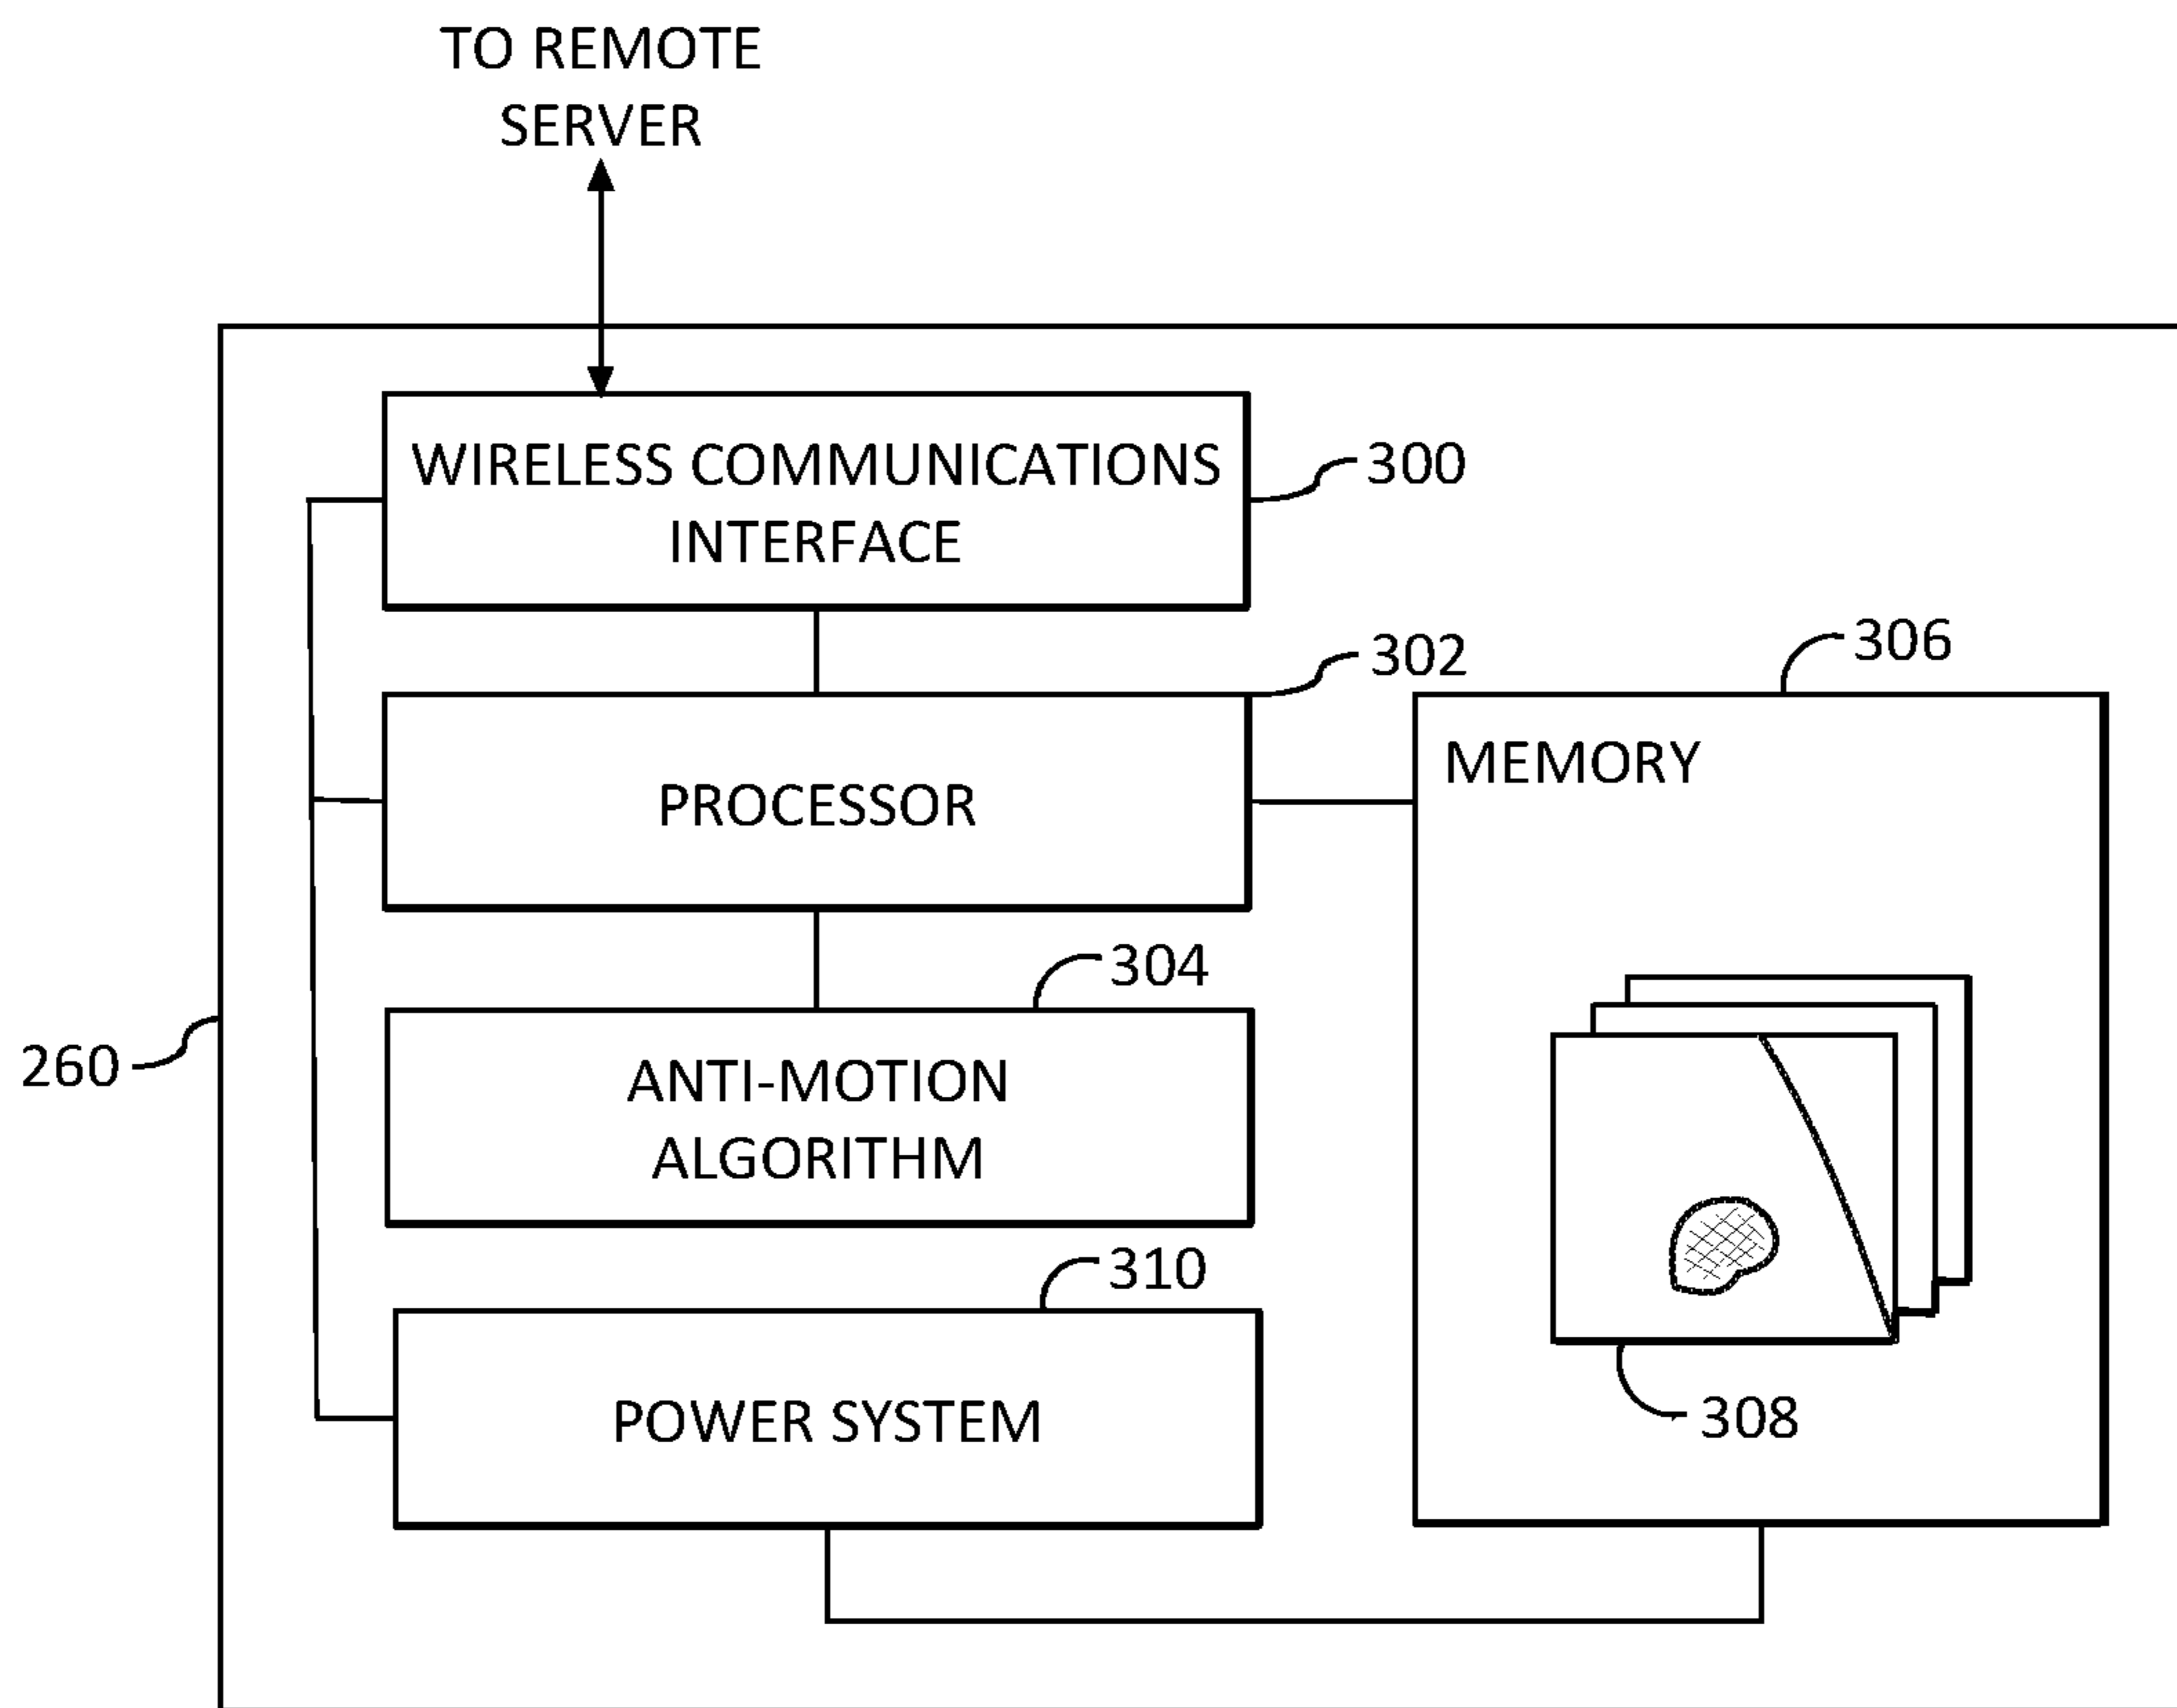 TO REMOTE
SERVER
WIRELESS COMMUNICATIONS
INTERFACE
300
302
306
PROCESSOR
MEMORY
304
260
ANTI-MOTION
ALGORITHM
310
POWER SYSTEM
308